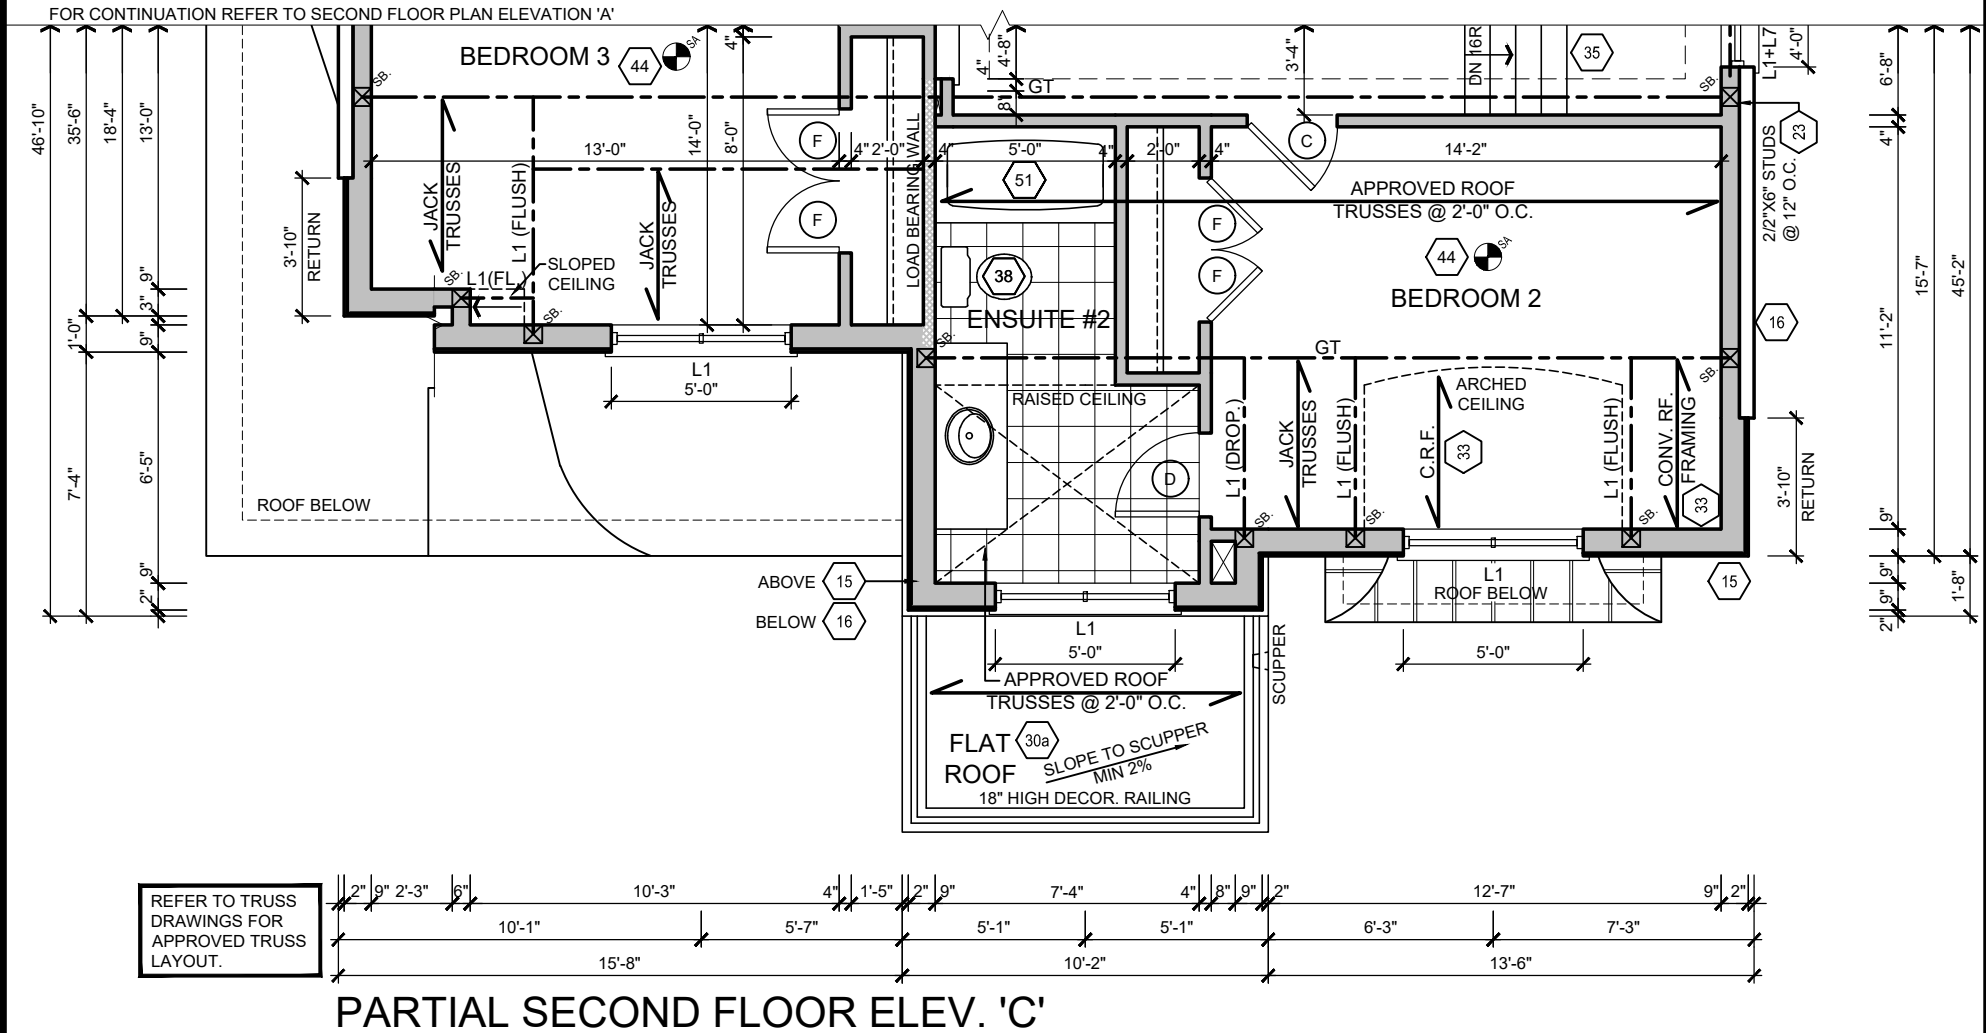 FOR CONTINUATION REFER TO SECOND FLOOR PLAN ELEVATION 'A'
BEDROOM 3
44
SA
SB.
4"
4'-8"
4"
8"
GT
3'-4"
DN 16R
35
L1+L7
4'-0"
SB.
46'-10"
35'-6"
18'-4"
13'-0"
6'-8"
4"
15'-7"
45'-2"
23
2/2"X6" STUDS
@ 12" O.C.
13'-0"
14'-0"
8'-0"
F
4"
2'-0"
4"
5'-0"
4"
2'-0"
4"
C
14'-2"
51
APPROVED ROOF
TRUSSES @ 2'-0" O.C.
JACK
TRUSSES
L1 (FLUSH)
JACK
TRUSSES
F
LOAD BEARING WALL
F
F
44
SA
BEDROOM 2
3'-10"
RETURN
SB.
L1(FL.)
SLOPED
CEILING
SB.
38
ENSUITE #2
SB.
16
11'-2"
9"
3"
1'-0"
9"
GT
SB.
L1
5'-0"
RAISED CEILING
ARCHED
CEILING
L1 (DROP.)
JACK
TRUSSES
L1 (FLUSH)
C.R.F.
33
L1 (FLUSH)
CONV. RF.
FRAMING
33
3'-10"
RETURN
7'-4"
6'-5"
D
ROOF BELOW
SB.
SB.
SB.
9"
9"
2"
9"
9"
2"
1'-8"
ABOVE
15
BELOW
16
L1
ROOF BELOW
15
L1
5'-0"
5'-0"
SCUPPER
APPROVED ROOF
TRUSSES @ 2'-0" O.C.
FLAT
ROOF
30a
SLOPE TO SCUPPER
MIN 2%
18" HIGH DECOR. RAILING
REFER TO TRUSS
DRAWINGS FOR
APPROVED TRUSS
LAYOUT.
2" 9" 2'-3" 6" 10'-3" 4" 1'-5" 2" 9" 7'-4" 4" 8" 9" 2" 12'-7" 9" 2"
10'-1" 5'-7" 5'-1" 5'-1" 6'-3" 7'-3"
15'-8" 10'-2" 13'-6"
PARTIAL SECOND FLOOR ELEV. 'C'